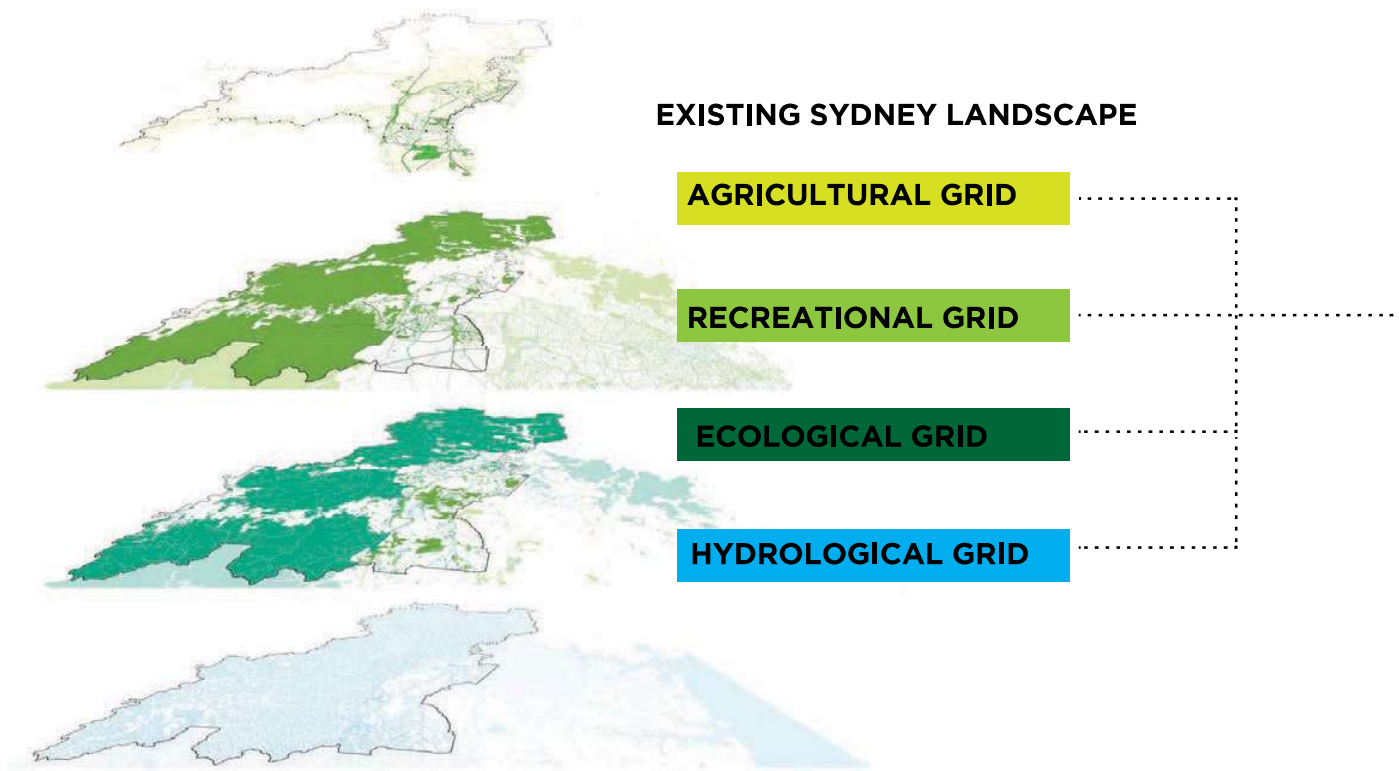 EXISTING SYDNEY LANDSCAPE
AGRICULTURAL GRID
RECREATIONAL GRID
ECOLOGICAL GRID
HYDROLOGICAL GRID